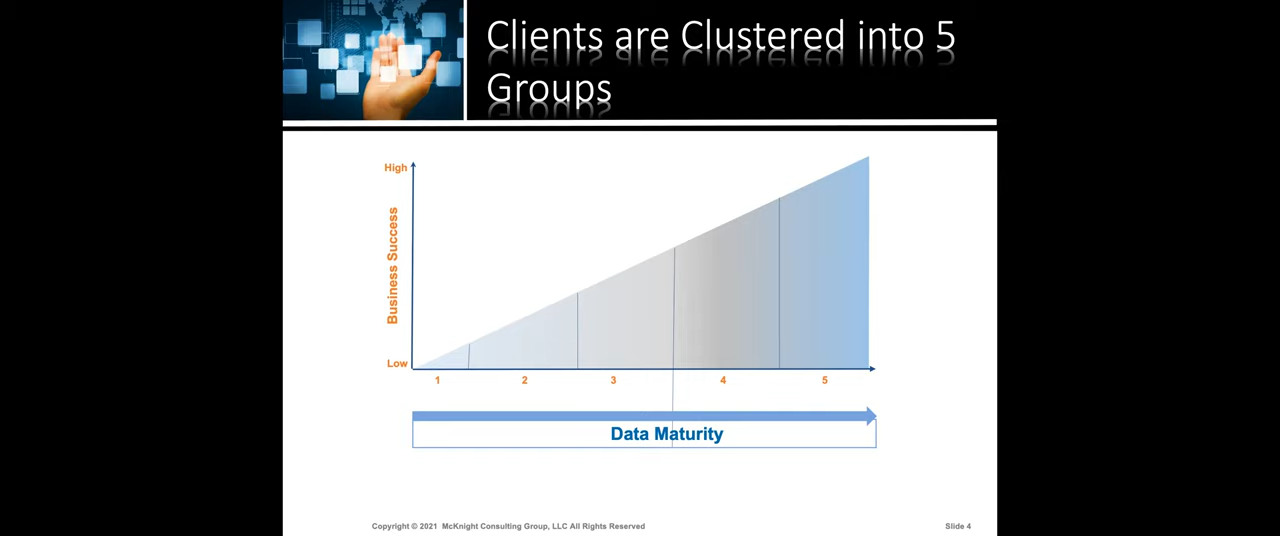 Clients are Clustered into 5
Groups
High
Business Success
Low
1 2 3 4 5
Data Maturity
Copyright © 2021 McKnight Consulting Group, LLC All Rights Reserved
Slide 4